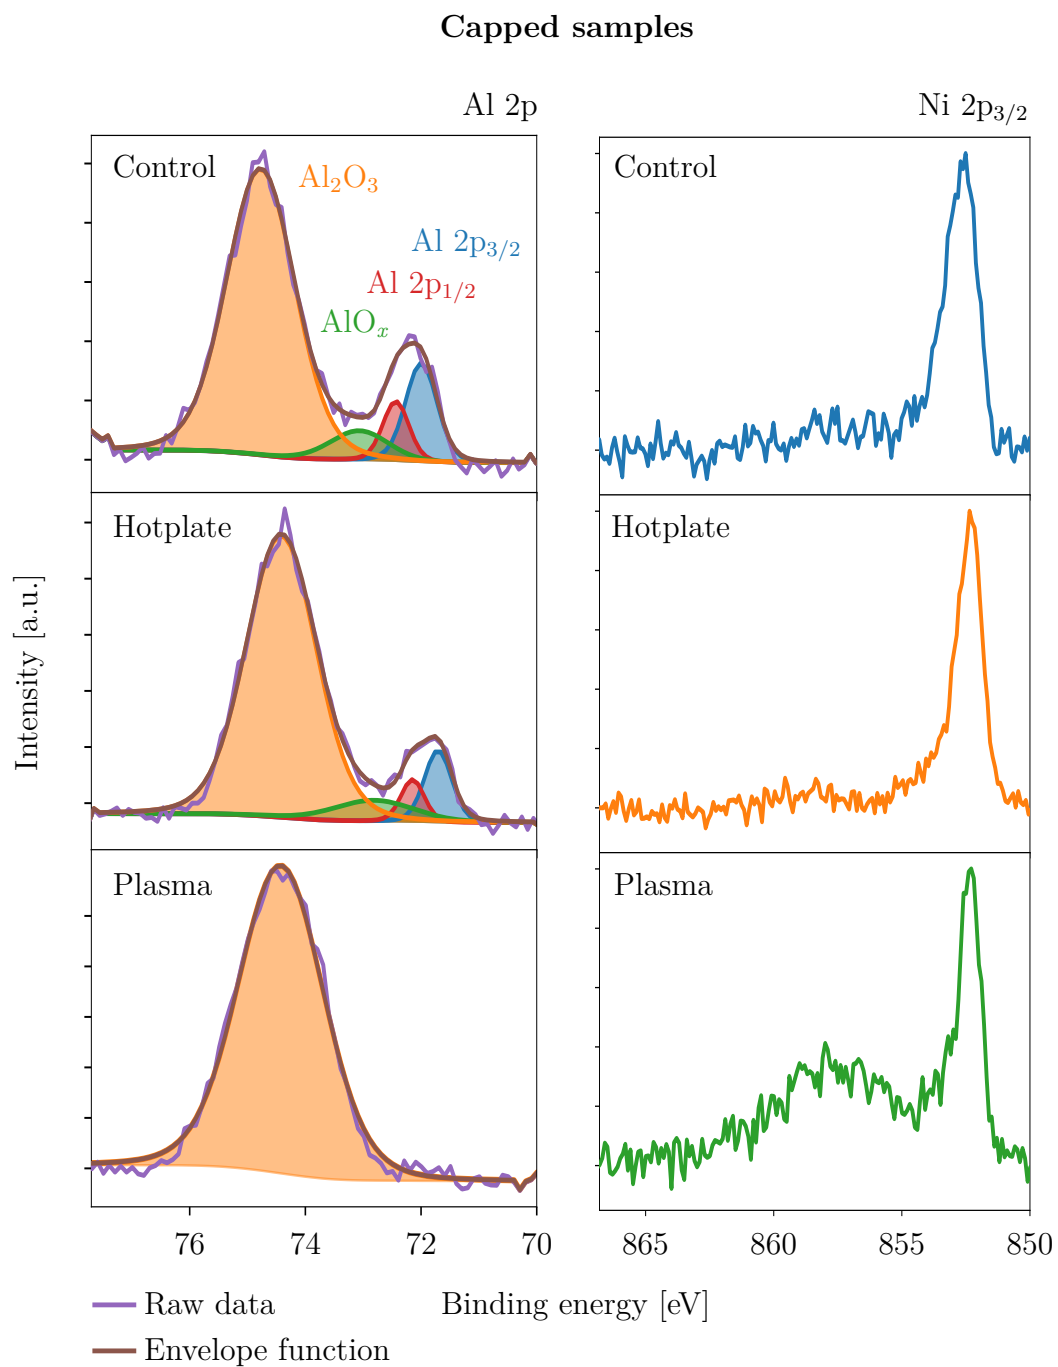 Capped samples
Al 2p
Ni 2p3/2
Control
Al2O3
Al 2p3/2
Al 2p1/2
AlOx
Control
Hotplate
Hotplate
Plasma
Plasma
Intensity [a.u.]
76 74 72 70
865 860 855 850
Binding energy [eV]
Raw data
Envelope function